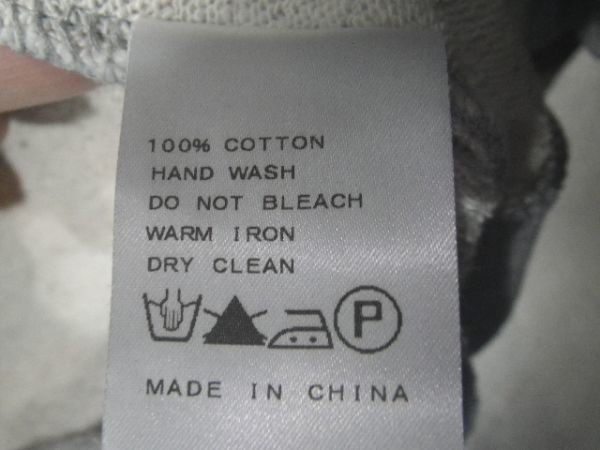 100% COTTON
HAND WASH
DO NOT BLEACH
WARM IRON
DRY CLEAN
P
MADE IN CHINA